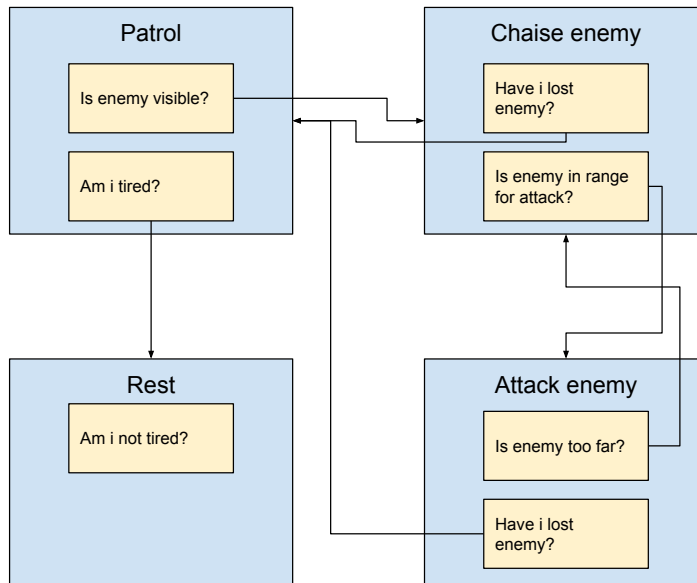 Patrol
Is enemy visible?
Am i tired?
Chaise enemy
Have i lost
enemy?
Is enemy in range
for attack?
Rest
Am i not tired?
Attack enemy
Is enemy too far?
Have i lost
enemy?